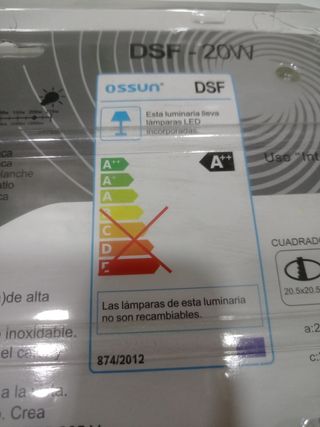 DSF - 20W
OSSUN
DSF
Esta luminaria lleva
lámparas LED
incorporadas.
A++
A+
A
C
D
E
A++
Uso "Int
CUADRADO
20.5x20.5
)de alta
inoxidable.
Las lámparas de esta luminaria
no son recambiables.
874/2012
a la
o. Crea